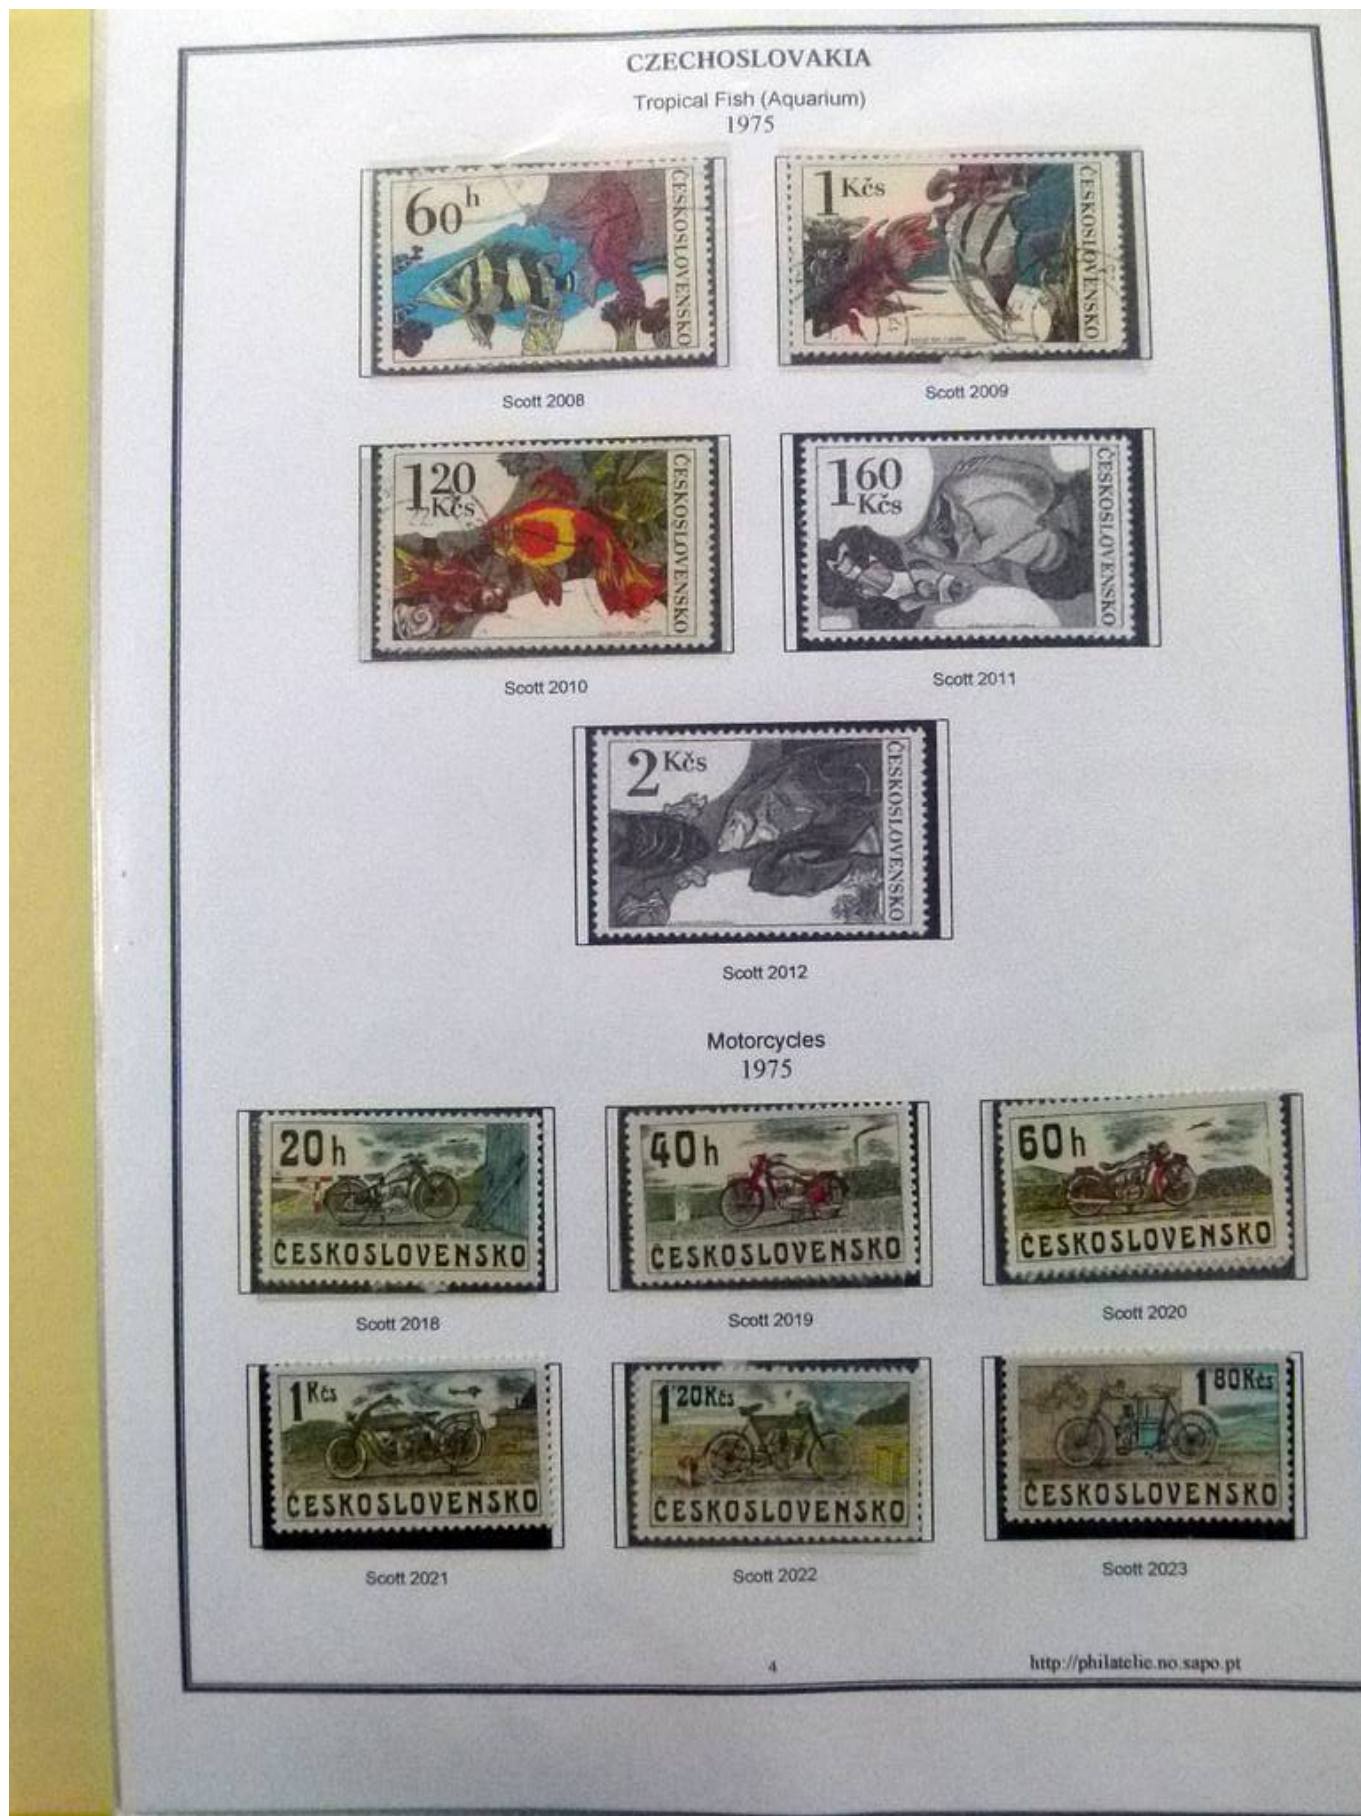 CZECHOSLOVAKIA
Tropical Fish (Aquarium)
1975
60h
ČESKOSLOVENSKO
1 Kčs
ČESKOSLOVENSKO
Scott 2008
Scott 2009
1 20 Kčs
ČESKOSLOVENSKO
1 60 Kčs
ČESKOSLOVENSKO
Scott 2010
Scott 2011
2 Kčs
ČESKOSLOVENSKO
Scott 2012
Motorcycles
1975
20h
ČESKOSLOVENSKO
40h
ČESKOSLOVENSKO
60h
ČESKOSLOVENSKO
Scott 2018
Scott 2019
Scott 2020
1 Kčs
ČESKOSLOVENSKO
1'20 Kčs
ČESKOSLOVENSKO
1'80 Kčs
ČESKOSLOVENSKO
Scott 2021
Scott 2022
Scott 2023
4
http://philatelic.no.sapo.pt